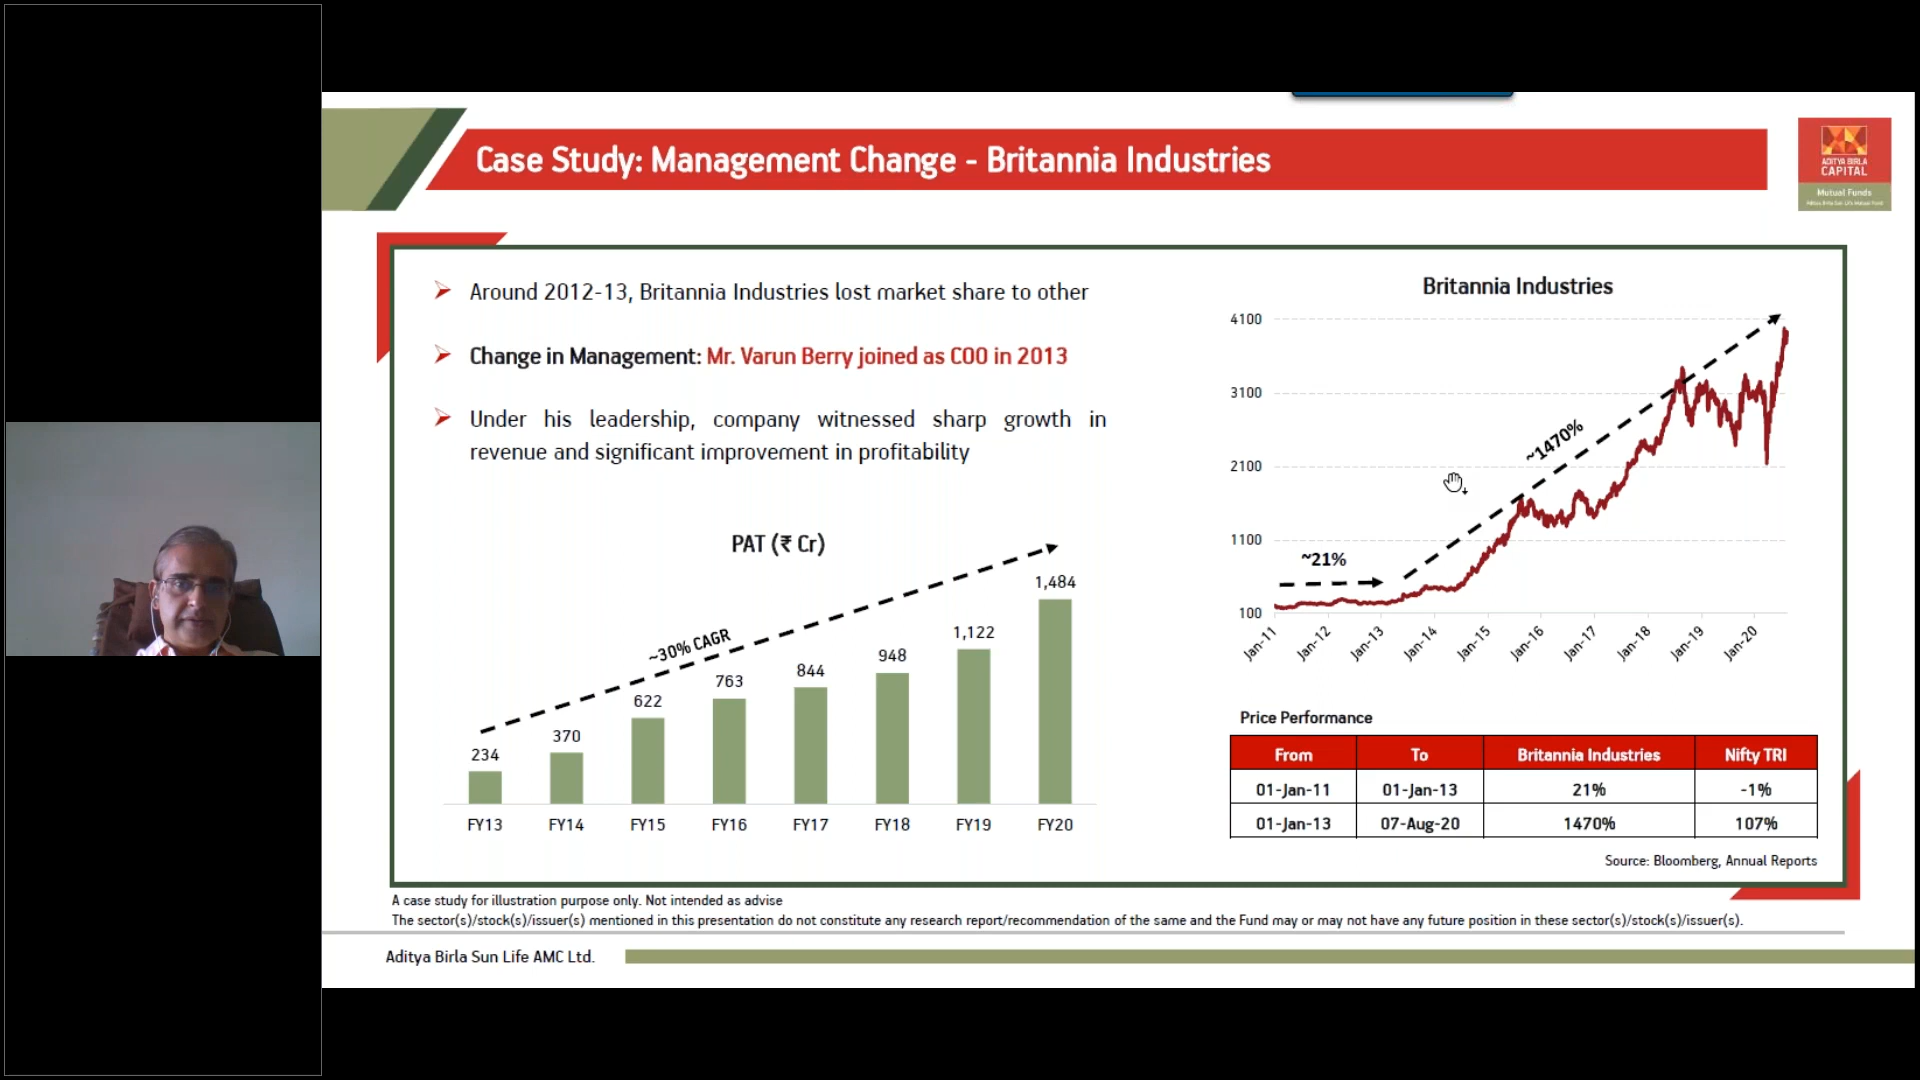 Case Study: Management Change - Britannia Industries
ADITYA BIRLA
CAPITAL
Mutual Funds
Aditya Birla Sun Life Mutual Fund
Around 2012-13, Britannia Industries lost market share to other
Change in Management: Mr. Varun Berry joined as COO in 2013
Under his leadership, company witnessed sharp growth in
revenue and significant improvement in profitability
PAT (₹ Cr)
~30% CAGR
234
370
622
763
844
948
1,122
1,484
FY13 FY14 FY15 FY16 FY17 FY18 FY19 FY20
Britannia Industries
4100
3100
2100
1100
100
~21%
~1470%
Jan-11 Jan-12 Jan-13 Jan-14 Jan-15 Jan-16 Jan-17 Jan-18 Jan-19 Jan-20
Price Performance
From To Britannia Industries Nifty TRI
01-Jan-11 01-Jan-13 21% -1%
01-Jan-13 07-Aug-20 1470% 107%
Source: Bloomberg, Annual Reports
A case study for illustration purpose only. Not intended as advise
The sector(s)/stock(s)/issuer(s) mentioned in this presentation do not constitute any research report/recommendation of the same and the Fund may or may not have any future position in these sector(s)/stock(s)/issuer(s).
Aditya Birla Sun Life AMC Ltd.